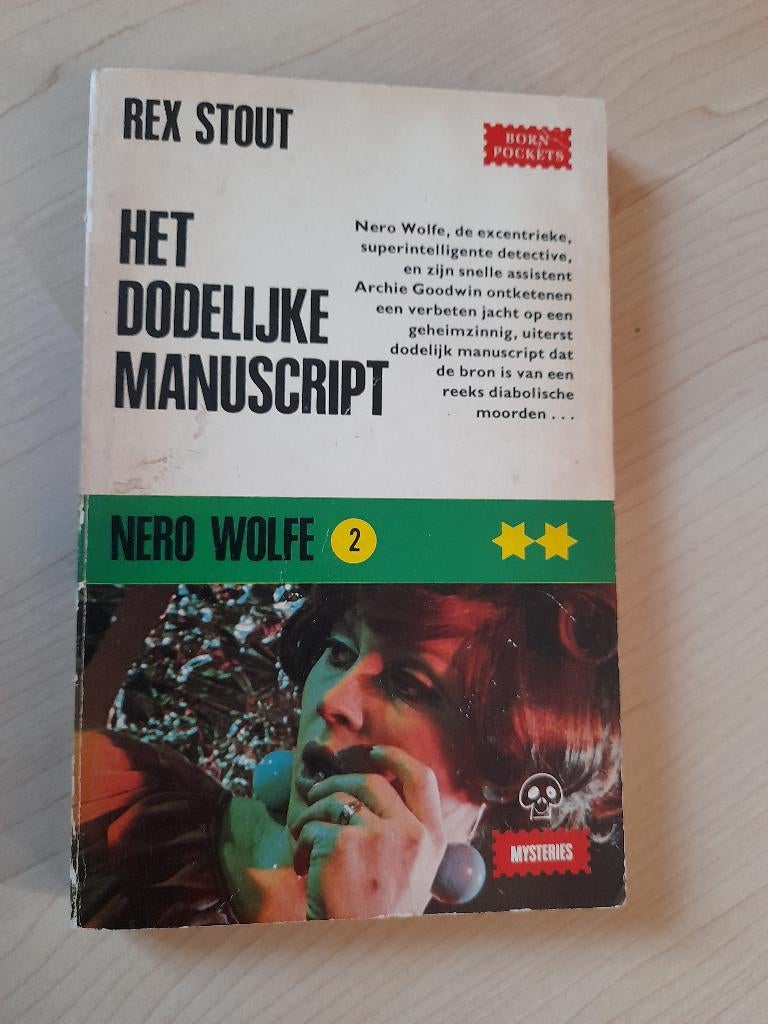 REX STOUT
BORN
POCKETS
HET
DODELIJKE
MANUSCRIPT
Nero Wolfe, de excentrieke,
superintelligente detective,
en zijn snelle assistent
Archie Goodwin ontketenen
een verbeten jacht op een
geheimzinnig, uiterst
dodelijk manuscript dat
de bron is van een
reeks diabolische
moorden ...
NERO WOLFE 2
MYSTERIES